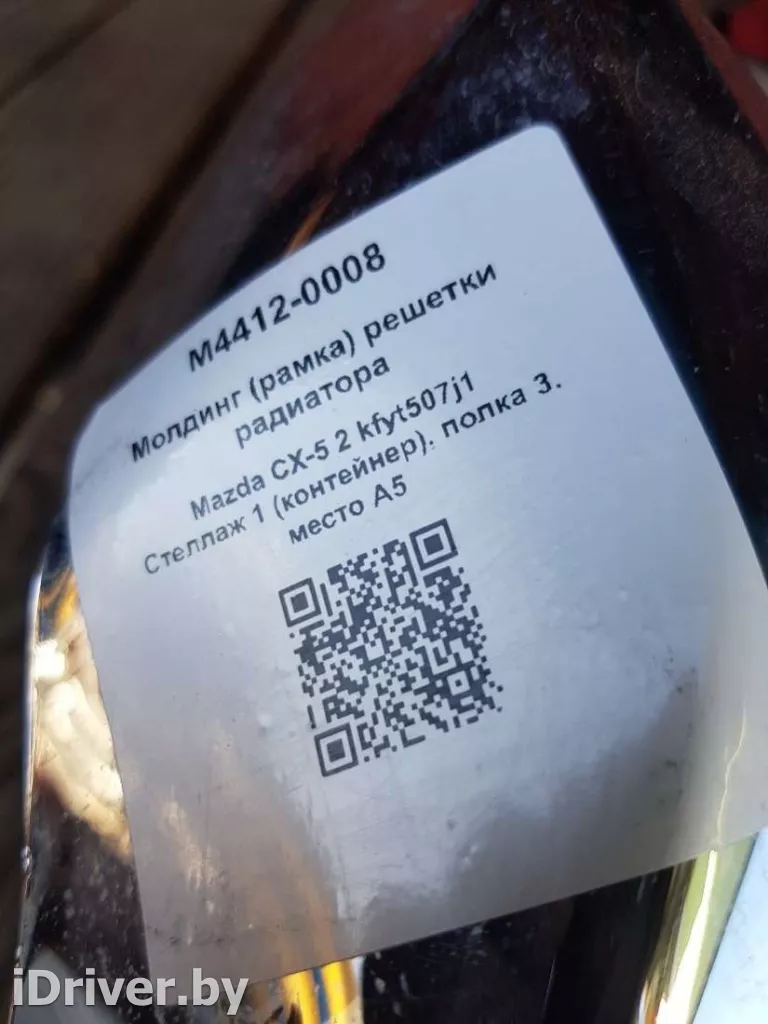 M4412-0008
Молдинг (рамка) решетки
радиатора
Mazda CX-5 2 kfyt507j1
Стеллаж 1 (контейнер), полка 3.
место A5
iDriver.by